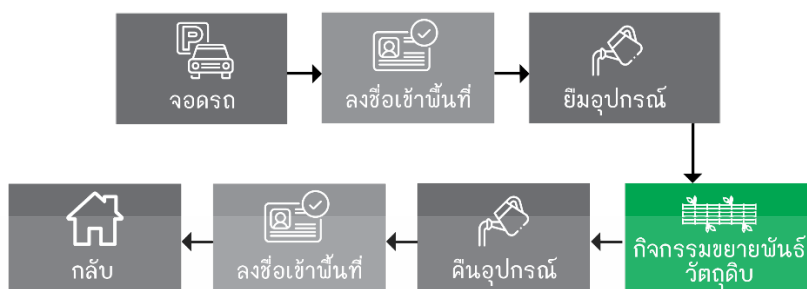 P
จอดรถ
ลงชื่อเข้าพื้นที่
ยืมอุปกรณ์
กิจกรรมขยายพันธ์
วัตถุดิบ
คืนอุปกรณ์
ลงชื่อเข้าพื้นที่
กลับ